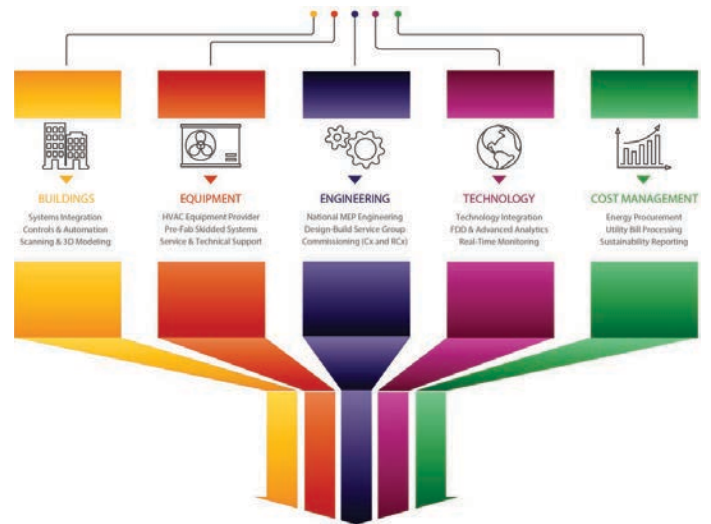 BUILDINGS
Systems Integration
Controls & Automation
Scanning & 3D Modeling
EQUIPMENT
HVAC Equipment Provider
Pre-Fab Skidded Systems
Service & Technical Support
ENGINEERING
National MEP Engineering
Design-Build Service Group
Commissioning (Cx and RCx)
TECHNOLOGY
Technology Integration
FDD & Advanced Analytics
Real-Time Monitoring
COST MANAGEMENT
Energy Procurement
Utility Bill Processing
Sustainability Reporting